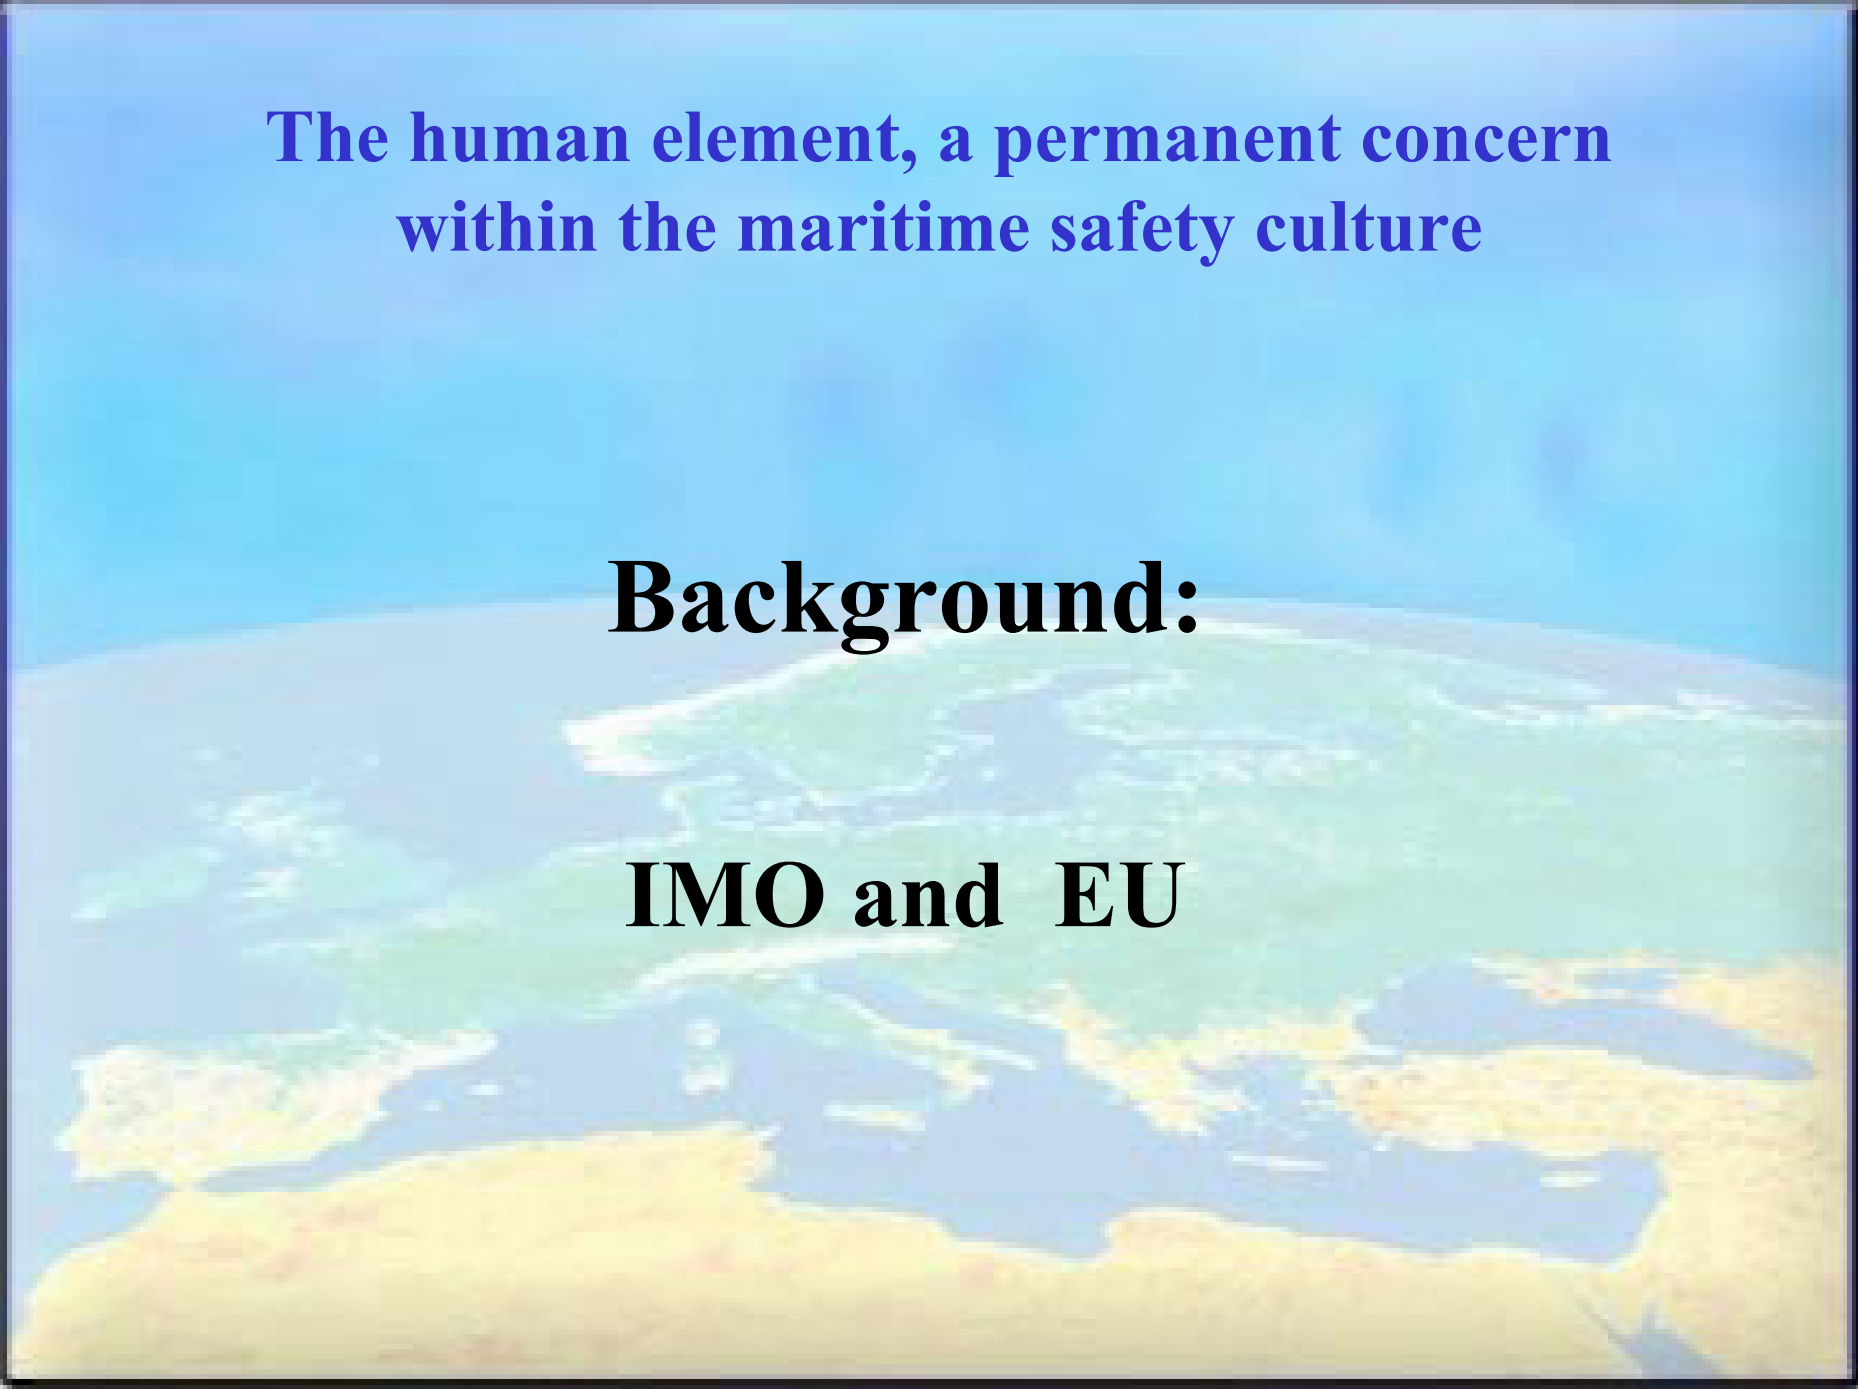 The human element, a permanent concern
within the maritime safety culture
Background:
IMO and  EU